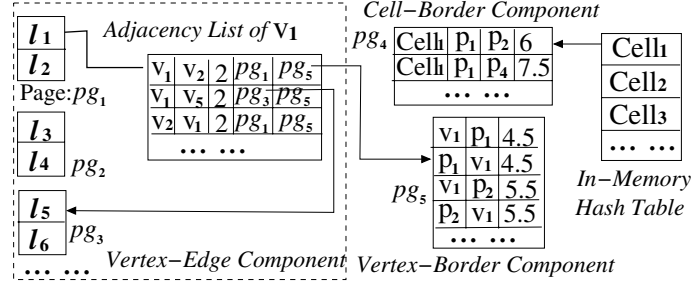 Cell−Border Component
Adjacency List of v1
l1
l2
Page:pg1
v1 v2 2 pg1 pg5
v1 v5 2 pg3 pg5
v2 v1 2 pg1 pg5
... ...
l3
l4
pg2
l5
l6
pg3
... ...
Vertex−Edge Component
pg4
Cell1 p1 p2 6
Cell1 p1 p4 7.5
... ...
Cell1
Cell2
Cell3
... ...
In−Memory
Hash Table
pg5
v1 p1 4.5
p1 v1 4.5
v1 p2 5.5
p2 v1 5.5
... ...
Vertex−Border Component